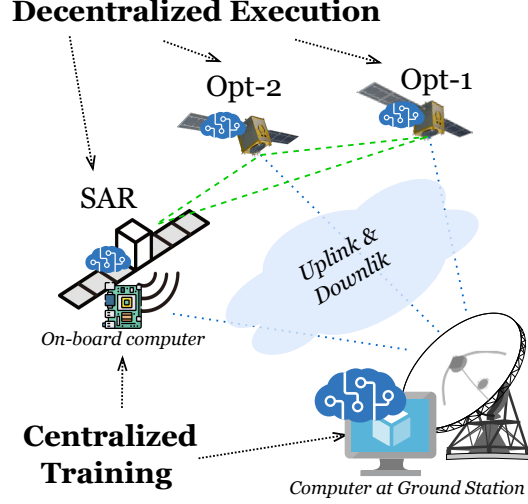 Decentralized Execution
Opt-2
Opt-1
SAR
Uplink &
Downlik
On-board computer
Centralized
Training
Computer at Ground Station